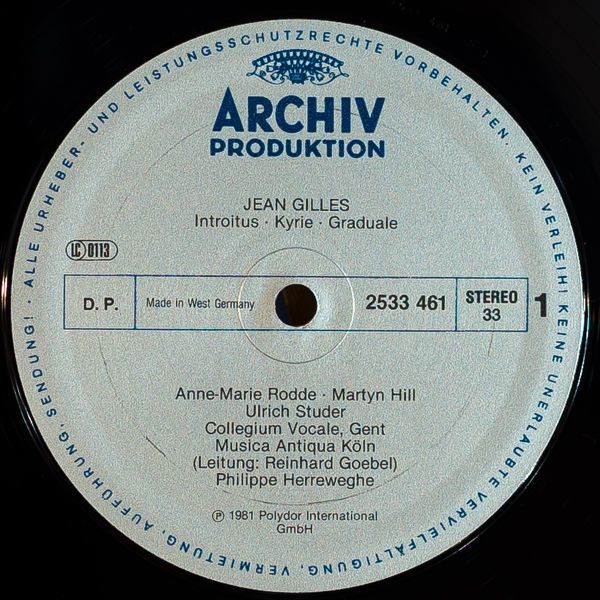 ALLE URHEBER- UND LEISTUNGSSCHUTZRECHTE VORBEHALTEN· KEIN VERLEIH! KEINE UNERLAUBTE VERVIELFÄLTIGUNG, VERMIETUNG, AUFFÜHRUNG, SENDUNG! ·
ARCHIV
PRODUKTION
JEAN GILLES
Introitus · Kyrie · Graduale
LC 0113
D. P.
Made in West Germany
2533 461
STEREO
33
1
Anne-Marie Rodde · Martyn Hill
Ulrich Studer
Collegium Vocale, Gent
Musica Antiqua Köln
(Leitung: Reinhard Goebel)
Philippe Herreweghe
℗ 1981 Polydor International
GmbH